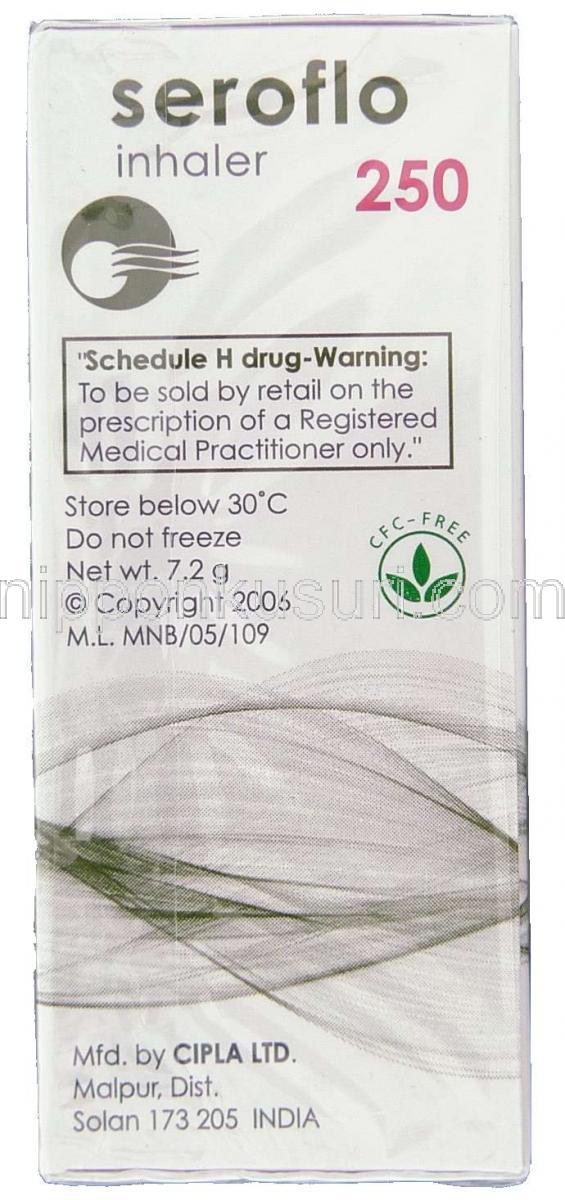 seroflo
inhaler
250
"Schedule H drug-Warning:
To be sold by retail on the
prescription of a Registered
Medical Practitioner only."
Store below 30°C
Do not freeze
Net wt. 7.2 g
© Copyright 2006
M.L. MNB/05/109
CFC-FREE
nipponkusuri.com
Mfd. by CIPLA LTD.
Malpur, Dist.
Solan 173 205 INDIA